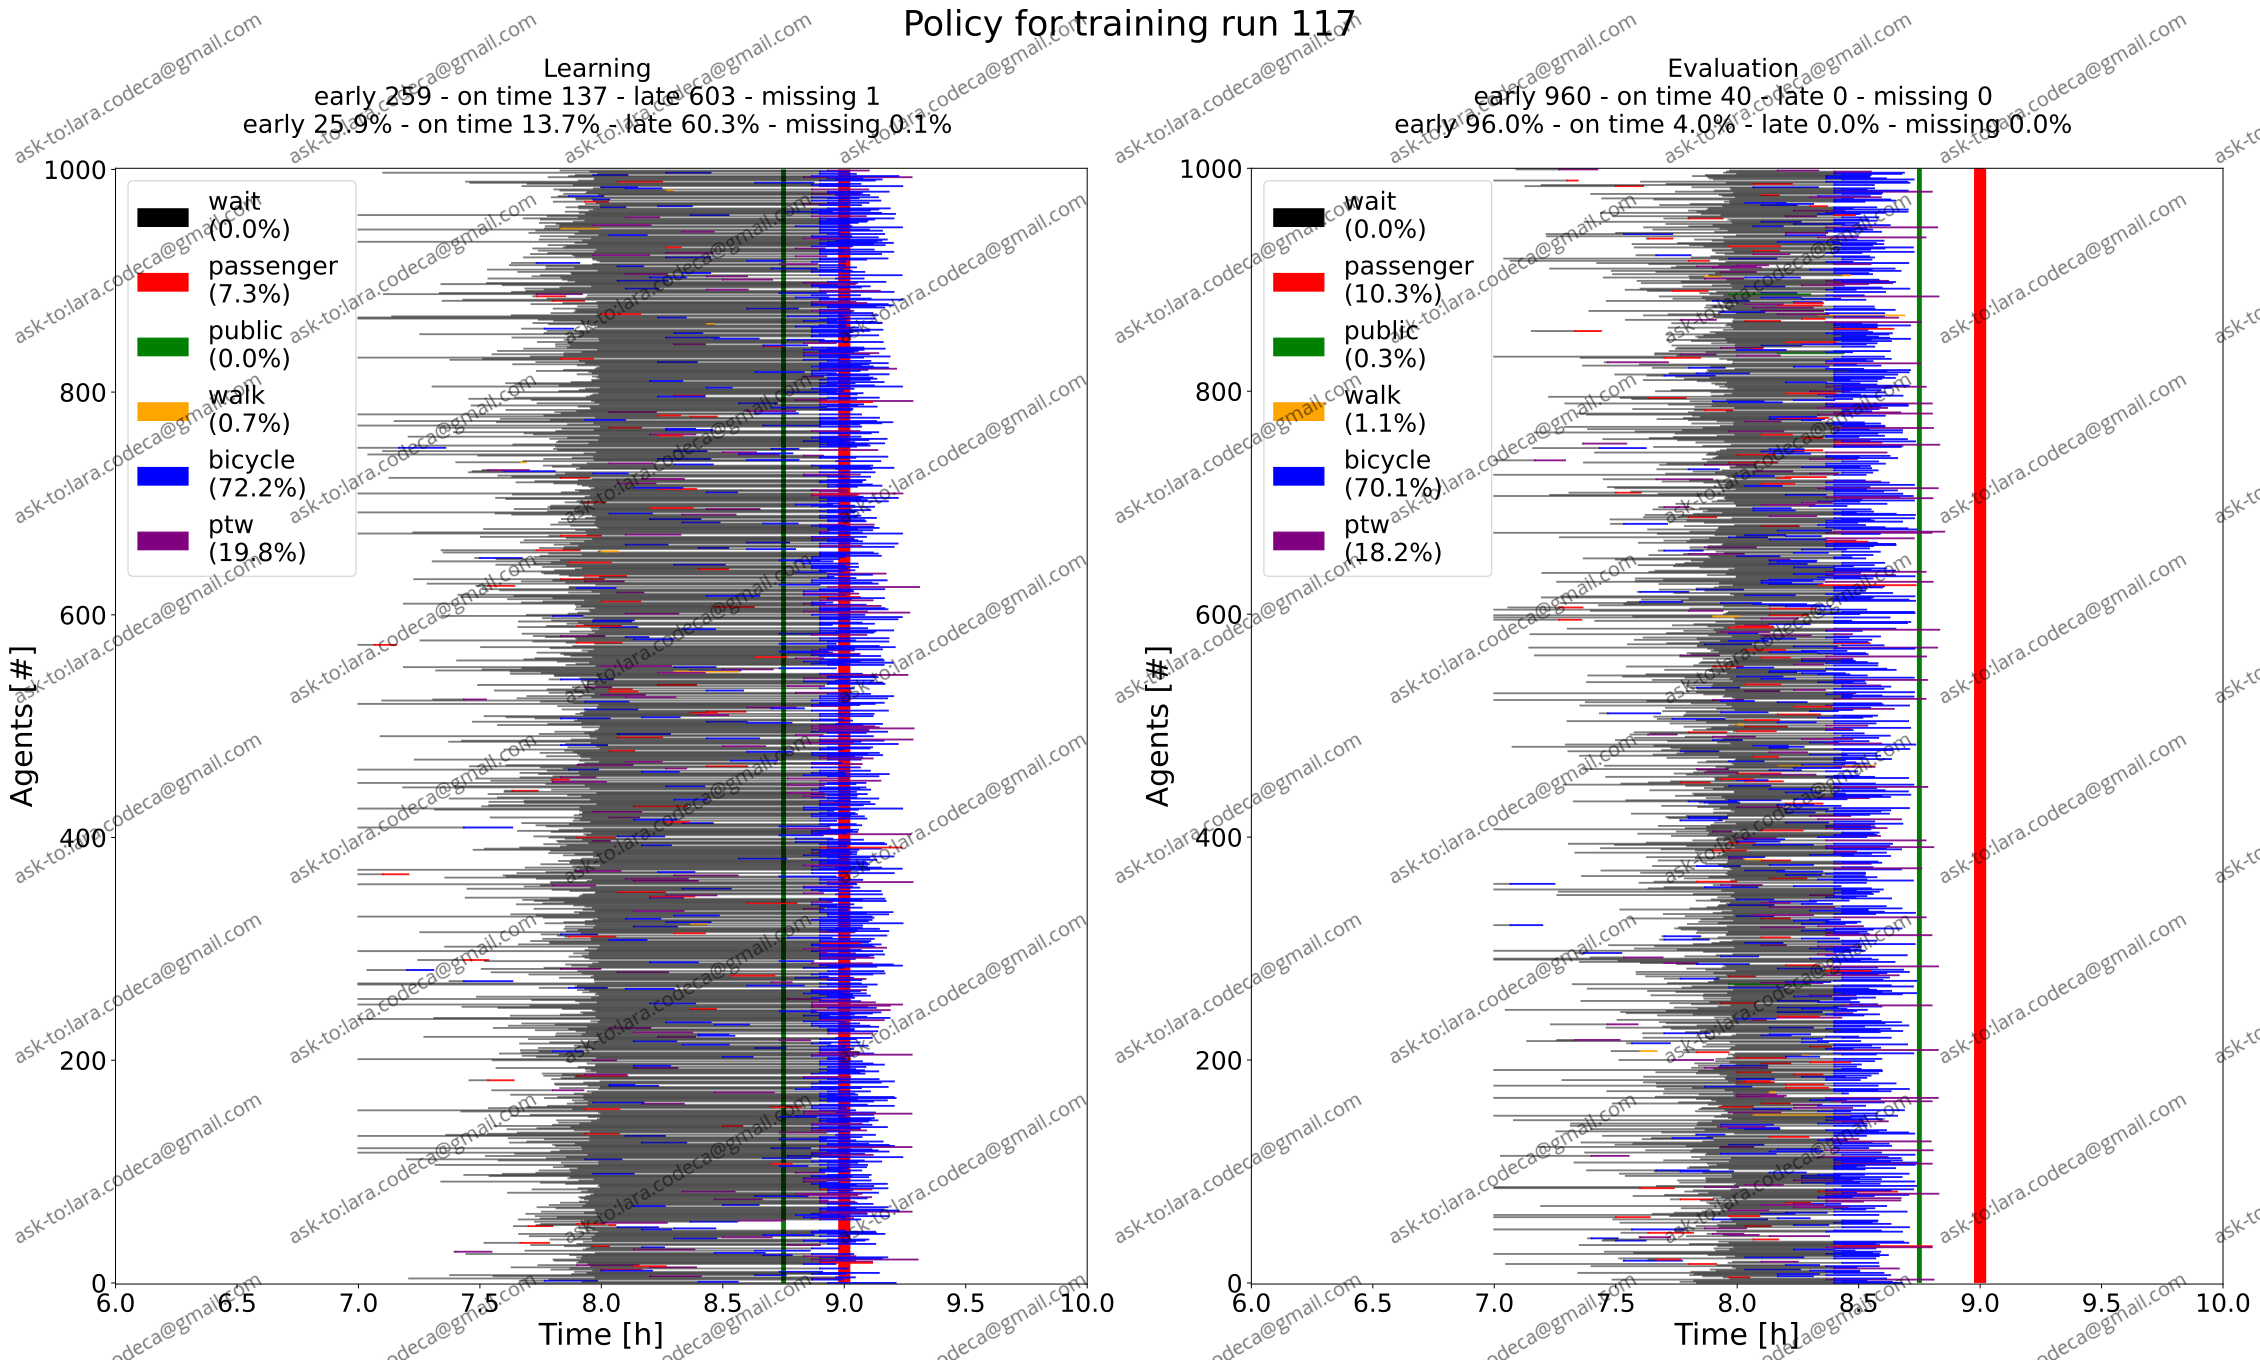 Policy for training run 117
Learning
early 259 - on time 137 - late 603 - missing 1
early 25.9% - on time 13.7% - late 60.3% - missing 0.1%
1000
800
600
400
200
0
Agents [#]
wait
(0.0%)
passenger
(7.3%)
public
(0.0%)
walk
(0.7%)
bicycle
(72.2%)
ptw
(19.8%)
6.0 6.5 7.0 7.5 8.0 8.5 9.0 9.5 10.0
Time [h]
Evaluation
early 960 - on time 40 - late 0 - missing 0
early 96.0% - on time 4.0% - late 0.0% - missing 0.0%
1000
800
600
400
200
0
Agents [#]
wait
(0.0%)
passenger
(10.3%)
public
(0.3%)
walk
(1.1%)
bicycle
(70.1%)
ptw
(18.2%)
6.0 6.5 7.0 7.5 8.0 8.5 9.0 9.5 10.0
Time [h]
ask-to:lara.codeca@gmail.com